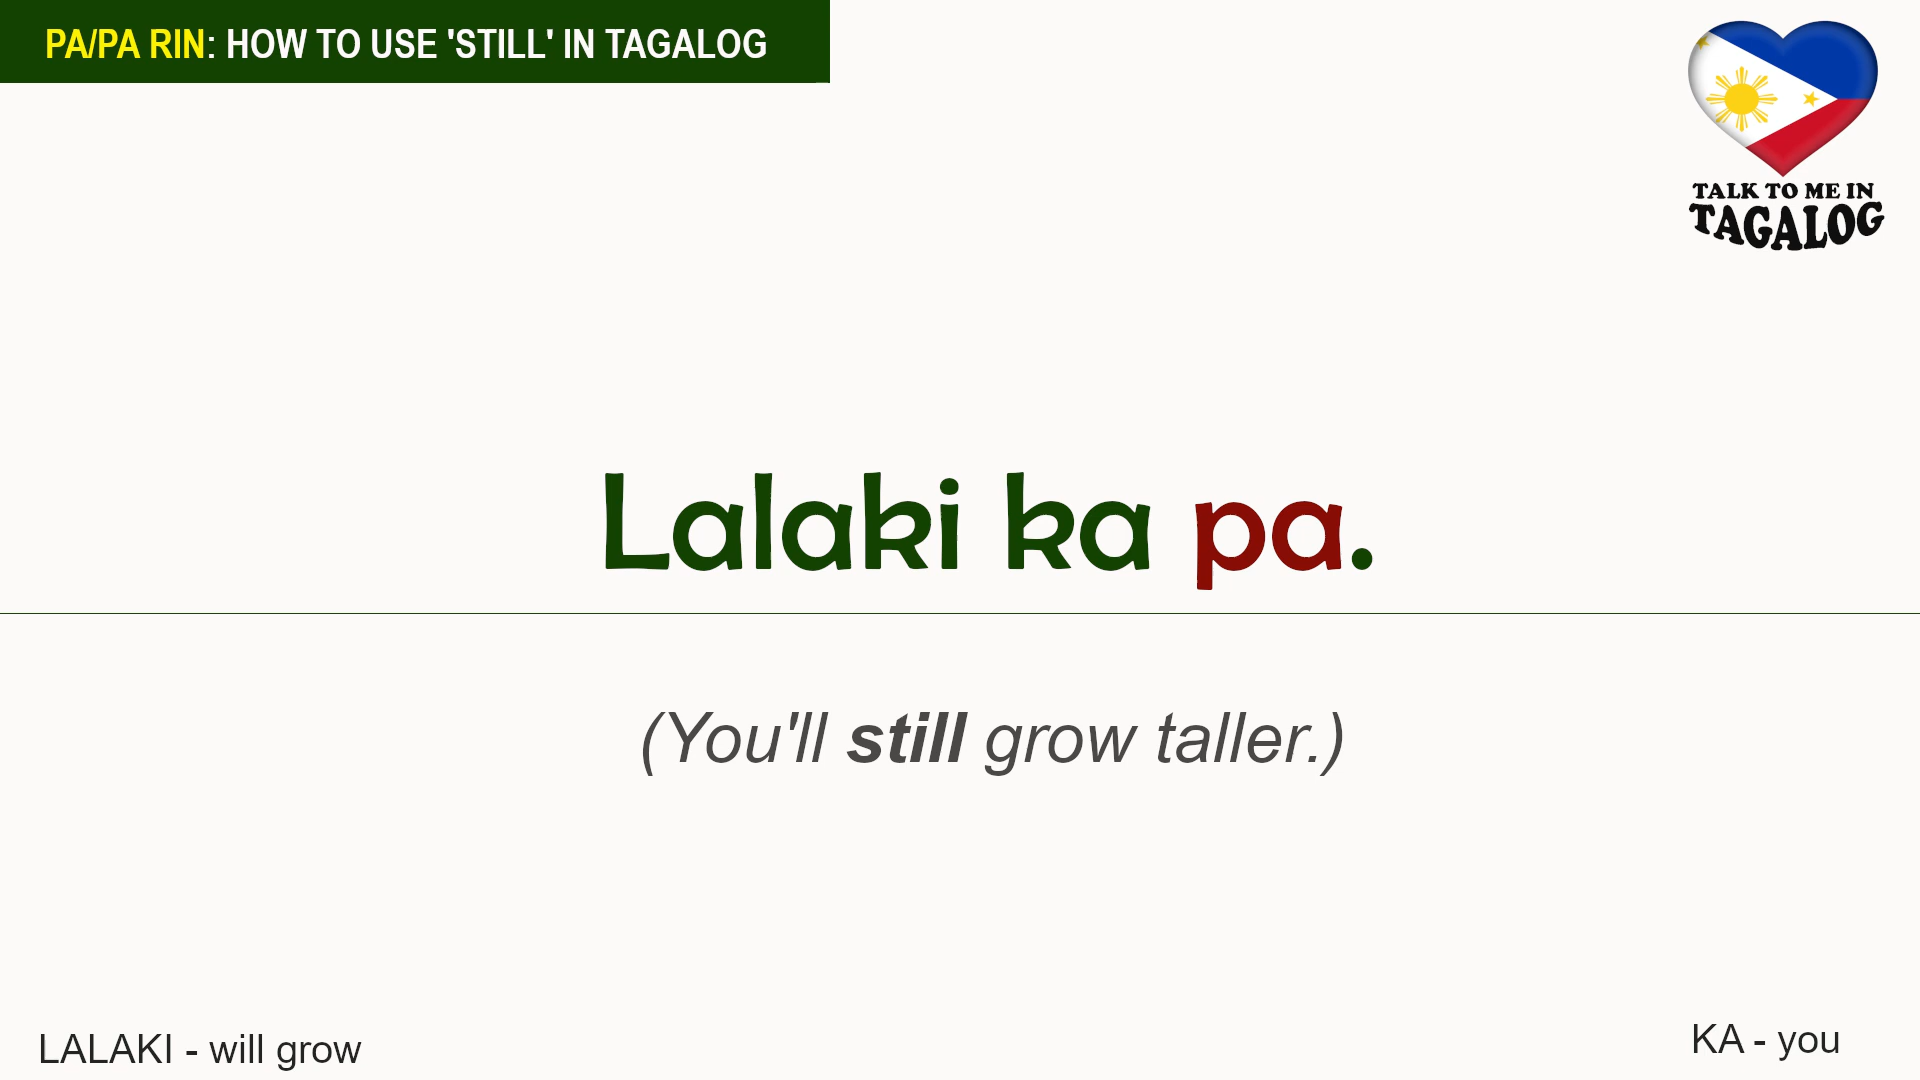 PA/PA RIN: HOW TO USE 'STILL' IN TAGALOG
TALK TO ME IN
TAGALOG
Lalaki ka pa.
(You'll still grow taller.)
LALAKI - will grow
KA - you